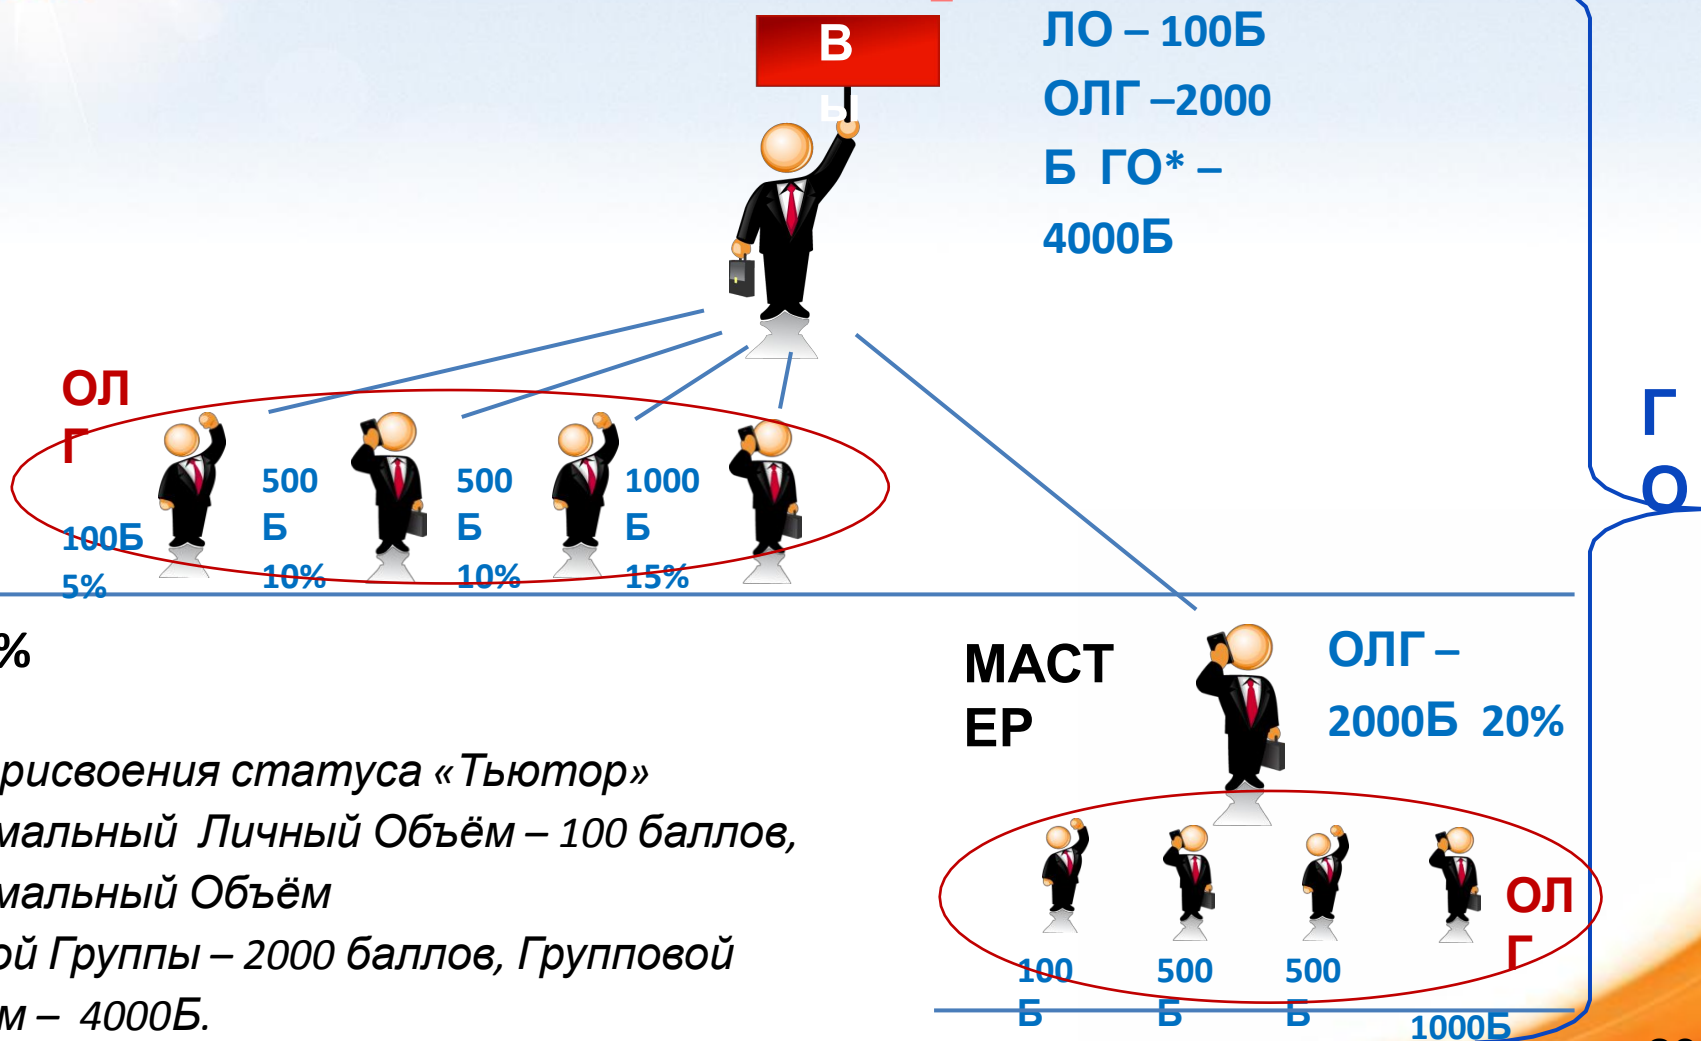 В
ы
ЛО – 100Б
ОЛГ –2000
Б ГО* –
4000Б
ОЛ
Г
100Б
5%
500
Б
10%
500
Б
10%
1000
Б
15%
Г
О
%
МАСТ
ЕР
ОЛГ –
2000Б 20%
рисвоения статуса «Тьютор»
мальный Личный Объём – 100 баллов,
мальный Объём
ой Группы – 2000 баллов, Групповой
м – 4000Б.
ОЛ
Г
100
Б
500
Б
500
Б
1000Б